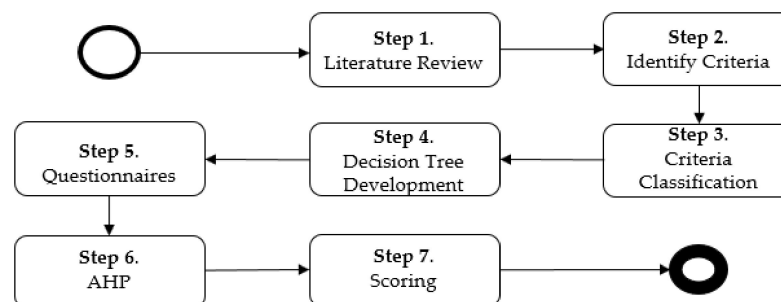 Step 1.
Literature Review
Step 2.
Identify Criteria
Step 3.
Criteria
Classification
Step 4.
Decision Tree
Development
Step 5.
Questionnaires
Step 6.
AHP
Step 7.
Scoring